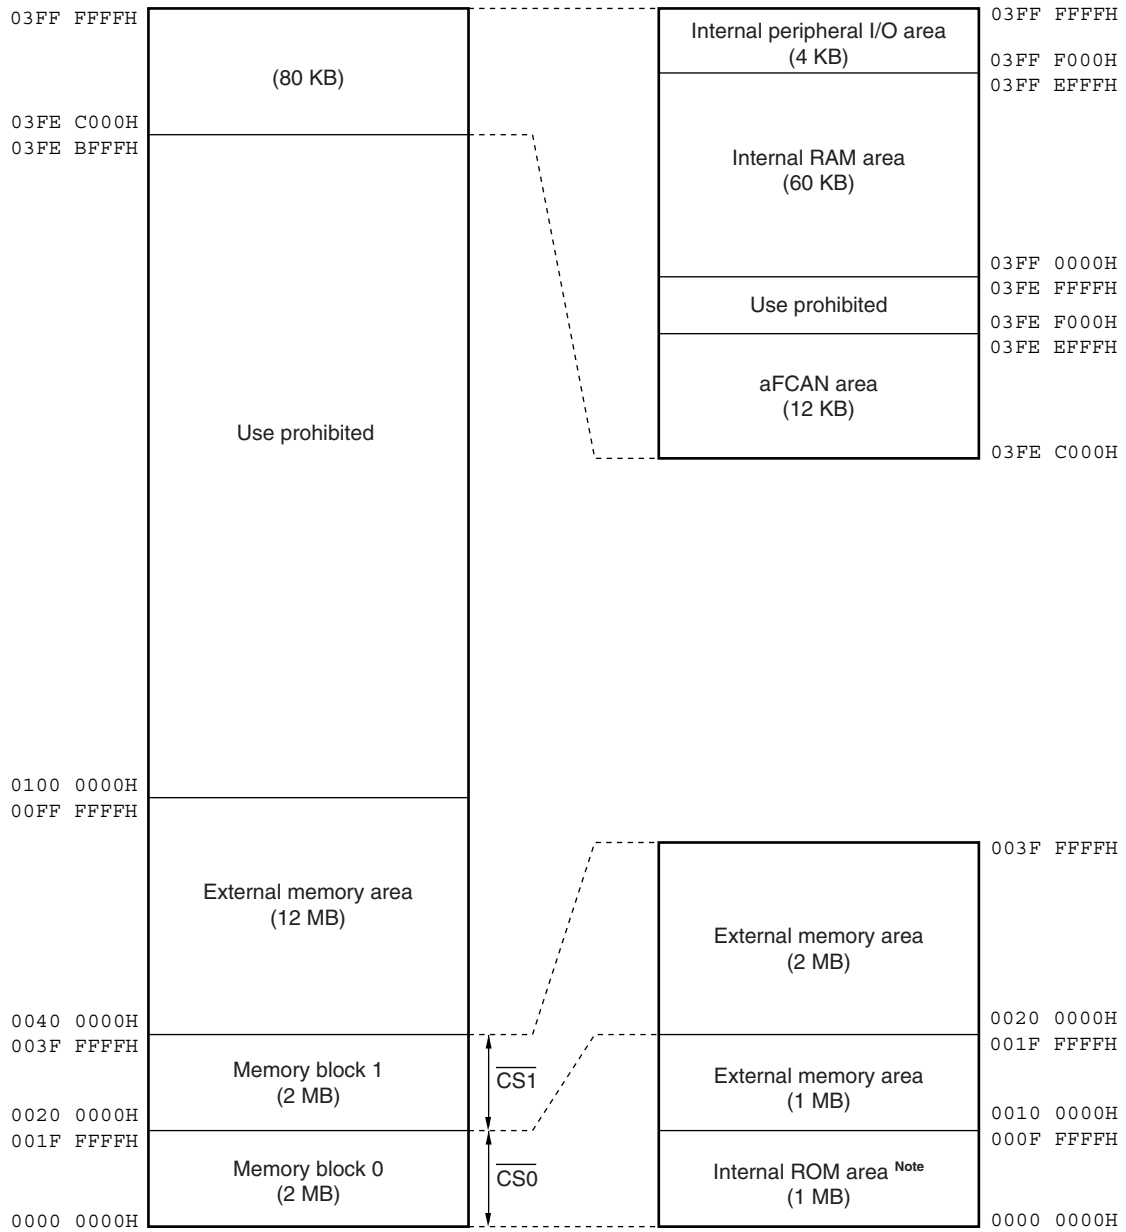 03FF FFFFH
(80 KB)
03FE C000H
03FE BFFFH
Use prohibited
0100 0000H
00FF FFFFH
External memory area
(12 MB)
0040 0000H
003F FFFFH
Memory block 1
(2 MB)
CS1
0020 0000H
001F FFFFH
Memory block 0
(2 MB)
CS0
0000 0000H
03FF FFFFH
Internal peripheral I/O area
(4 KB)
03FF F000H
03FF EFFFH
Internal RAM area
(60 KB)
03FF 0000H
03FE FFFFH
Use prohibited
03FE F000H
03FE EFFFH
aFCAN area
(12 KB)
03FE C000H
003F FFFFH
External memory area
(2 MB)
0020 0000H
001F FFFFH
External memory area
(1 MB)
0010 0000H
000F FFFFH
Internal ROM area Note
(1 MB)
0000 0000H